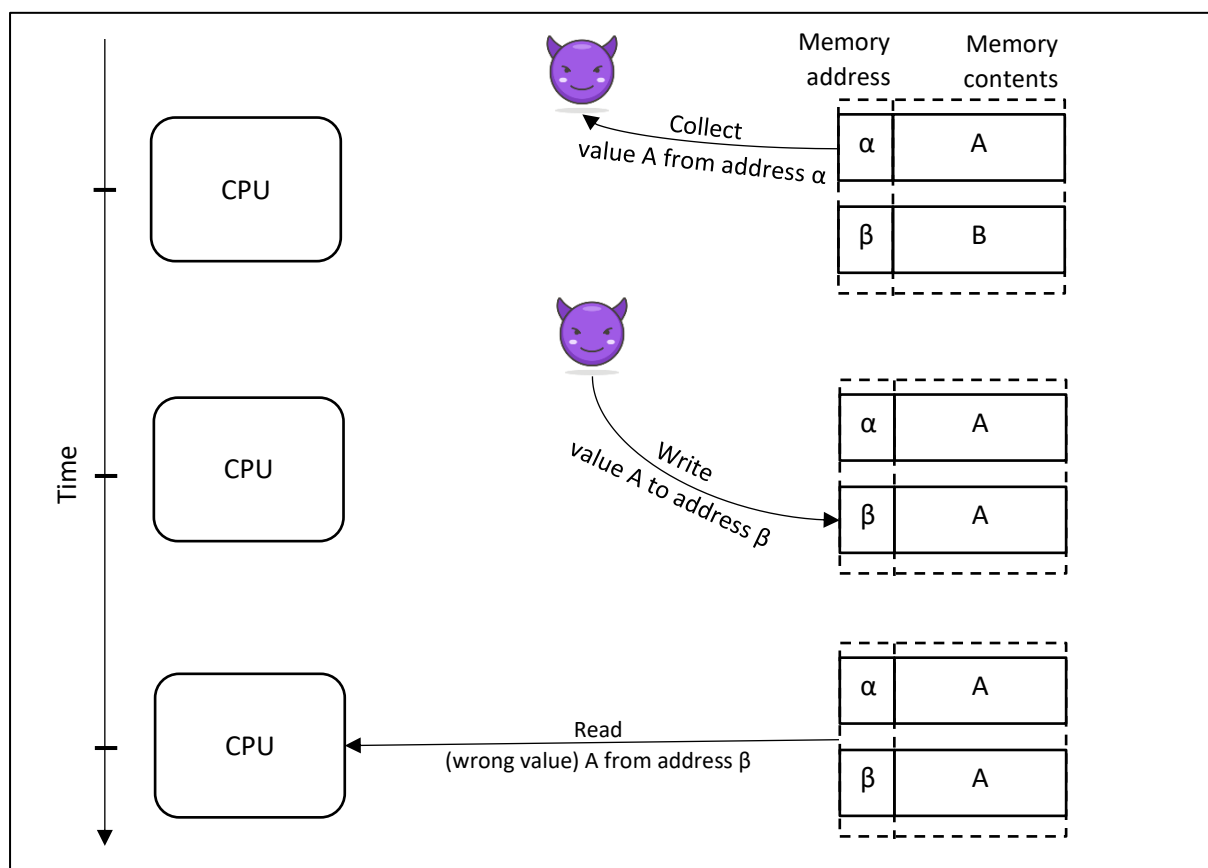 Memory address
Memory contents
Collect
value A from address α
α A
CPU
β B
Time
Write
value A to address β
α A
CPU
β A
α A
Read
(wrong value) A from address β
CPU
β A